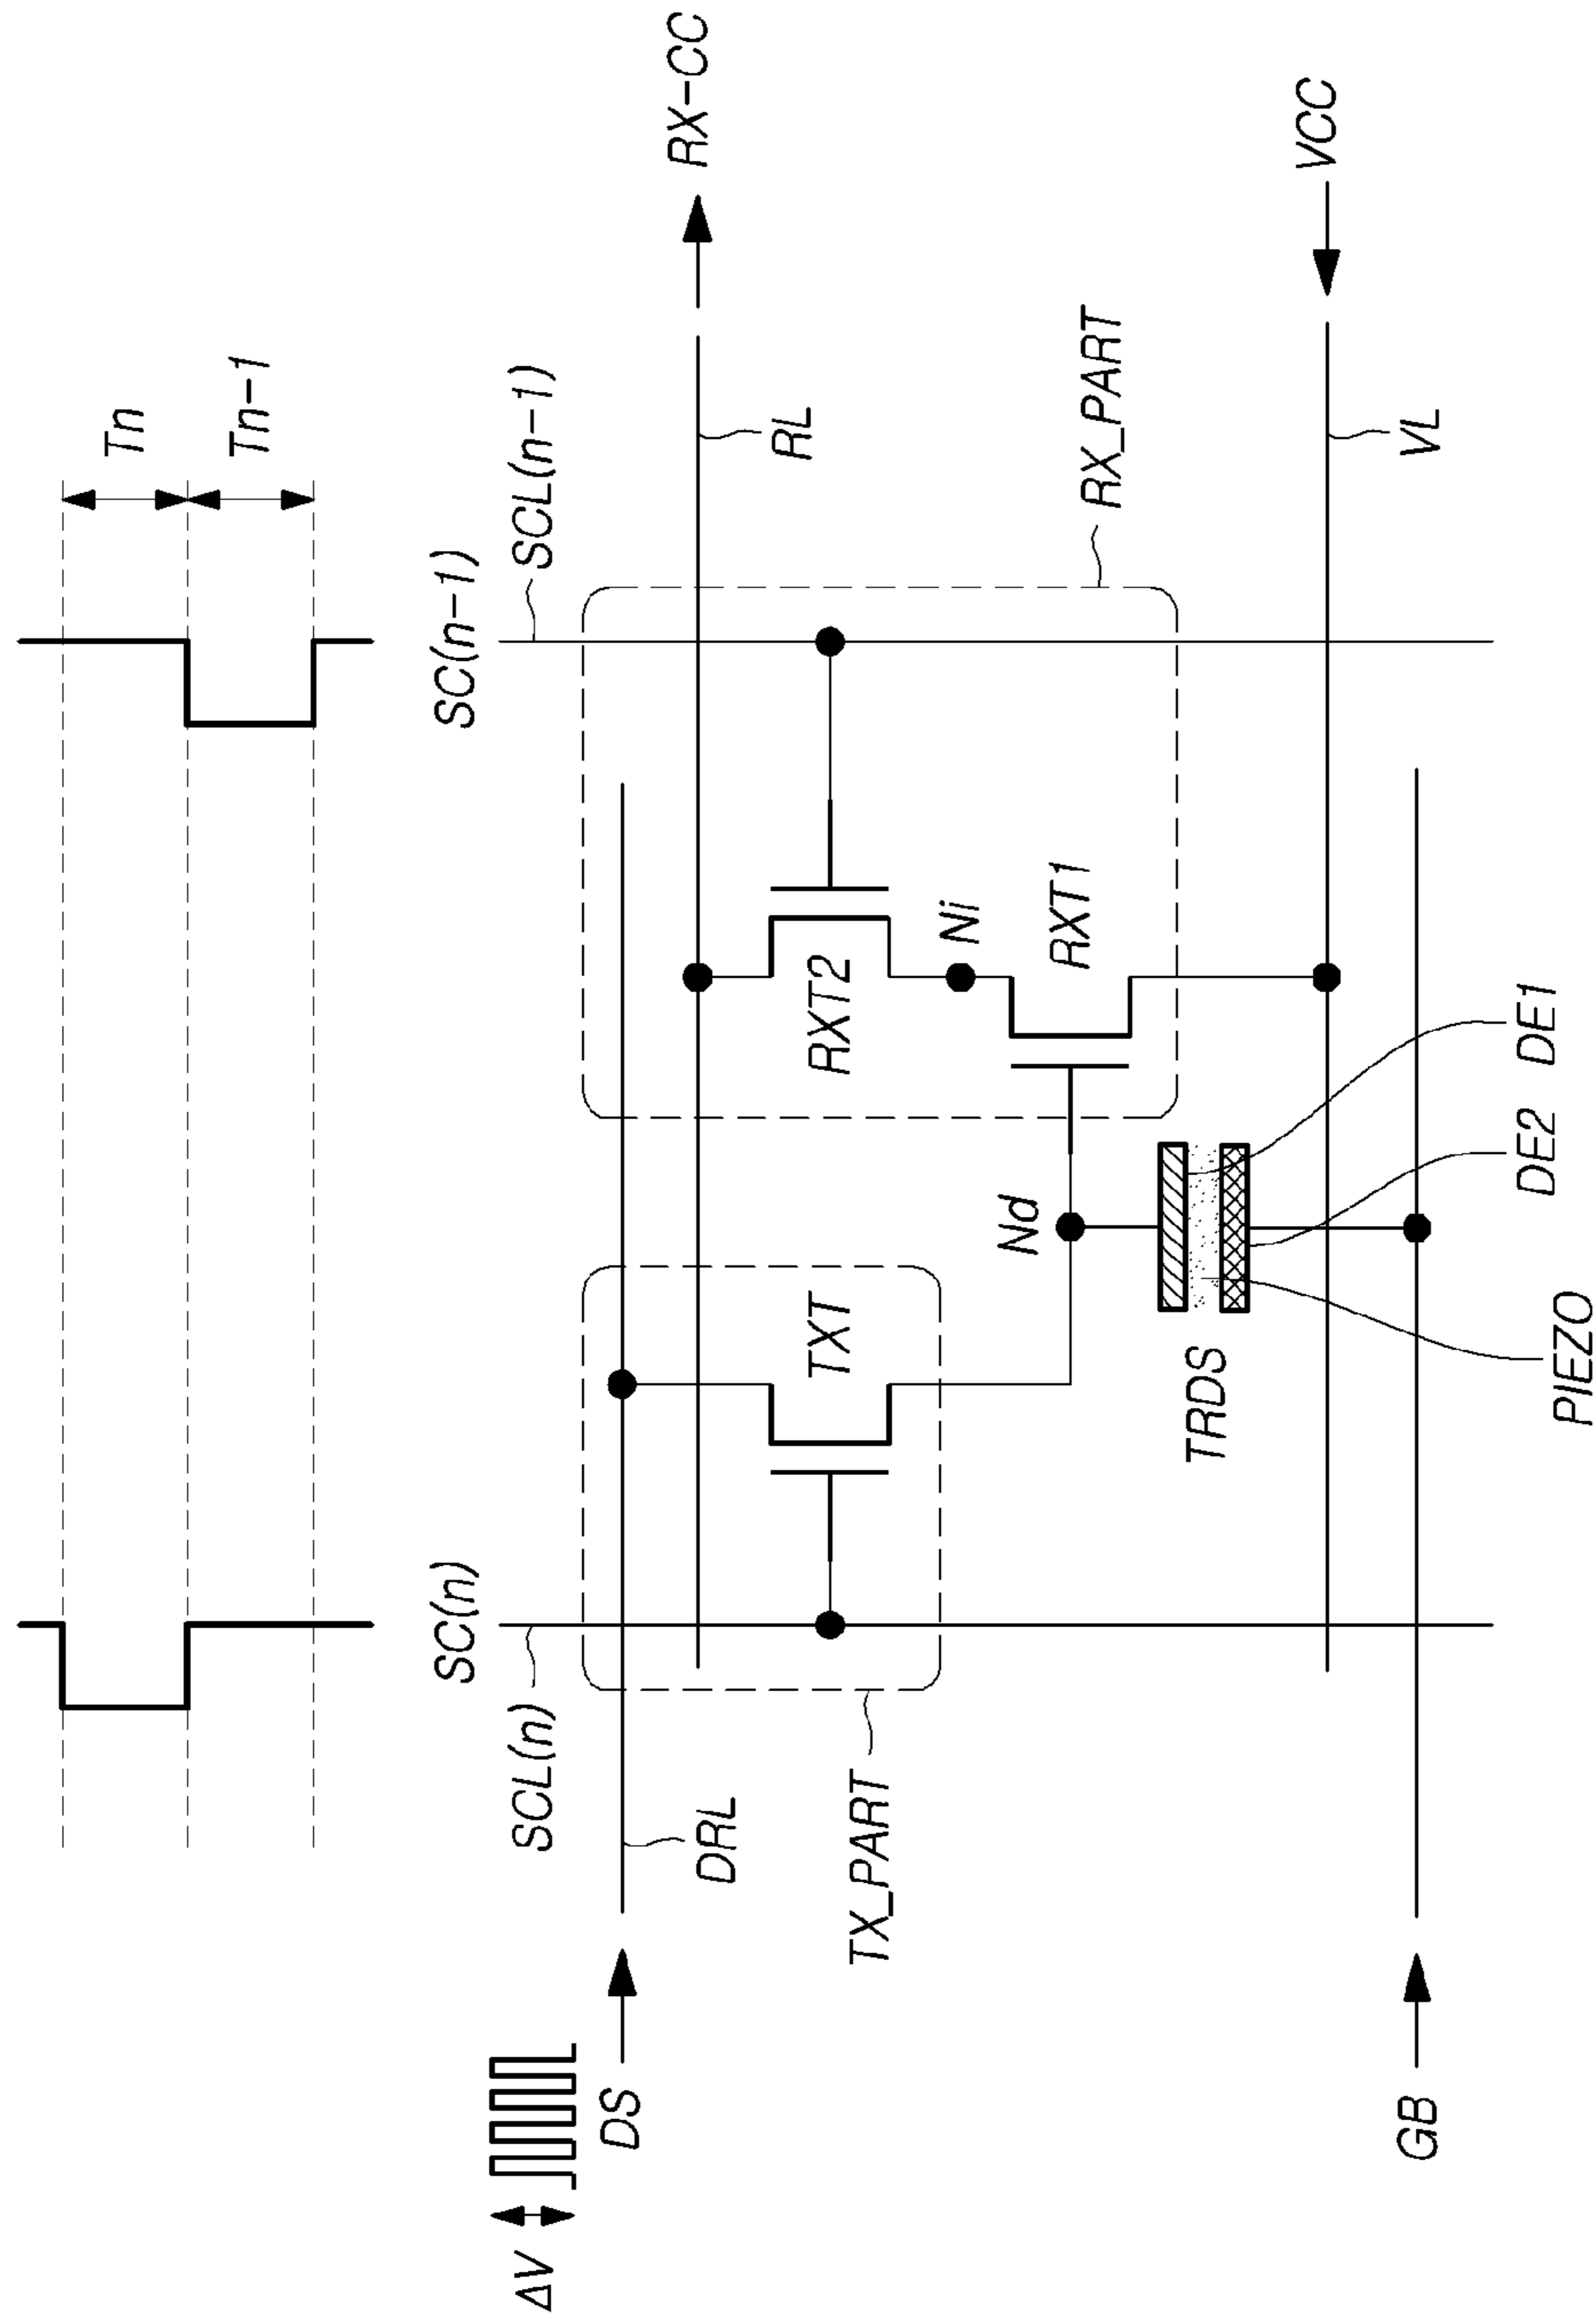 Tn
Tn-1
SC(n)
SC(n-1)
SCL(n)
SCL(n-1)
ΔV
DS
DRL
RL
RX-CC
TX_PART
TXT
RXT2
Ni
RXT1
Nd
RX_PART
TRDS
VCC
VL
GB
DE2
DE1
PIEZO